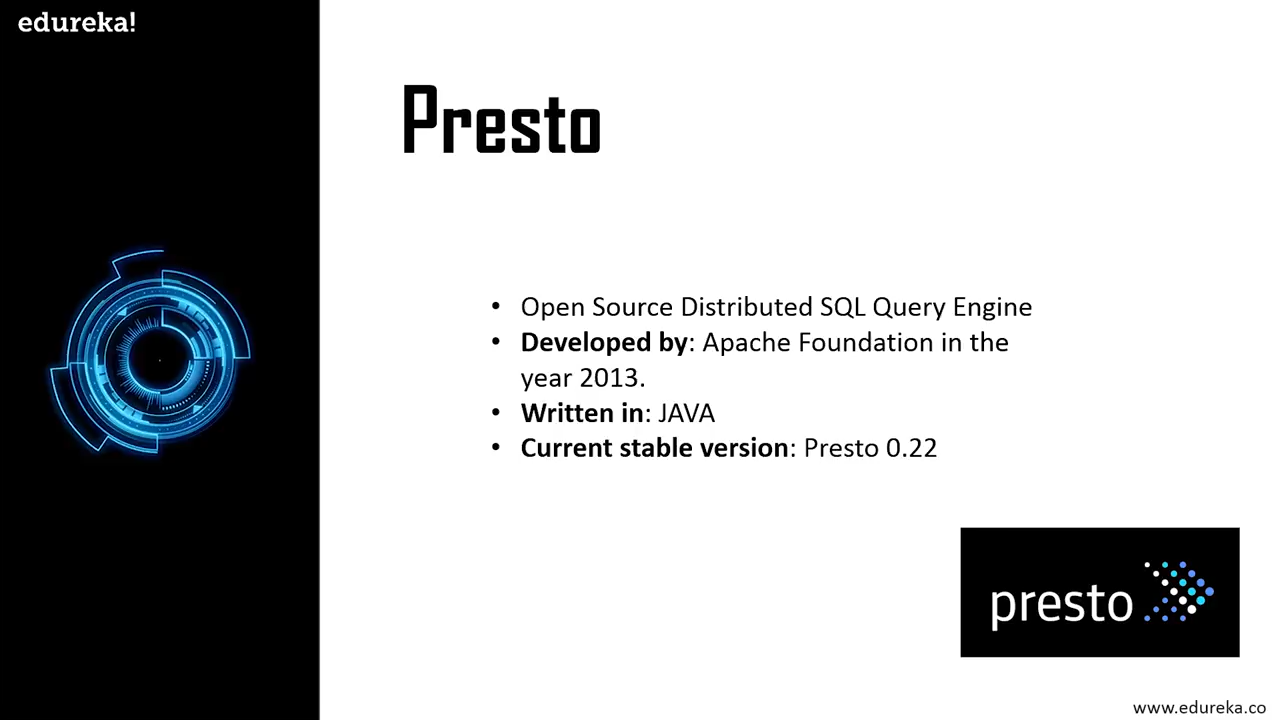 edureka!
Presto
• Open Source Distributed SQL Query Engine
• Developed by: Apache Foundation in the
year 2013.
• Written in: JAVA
• Current stable version: Presto 0.22
presto
www.edureka.co